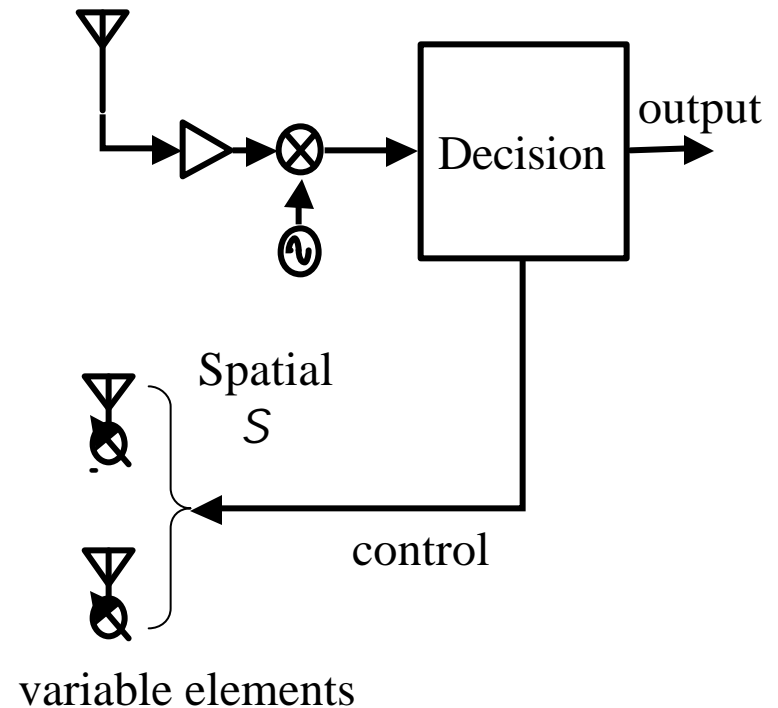 output
Decision
Spatial
S
control
variable elements